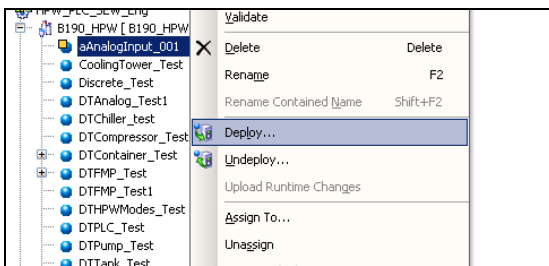 HPW_PLC_SEW_Eng
B190_HPW [ B190_HPW
aAnalogInput_001
CoolingTower_Test
Discrete_Test
DTAnalog_Test1
DTChiller_test
DTCompressor_Test
DTContainer_Test
DTFMP_Test
DTFMP_Test1
DTHPWModes_Test
DTPLC_Test
DTPump_Test
DTTank_Test
Validate
Delete Delete
Rename F2
Rename Contained Name Shift+F2
Deploy...
Undeploy...
Upload Runtime Changes
Assign To...
Unassign